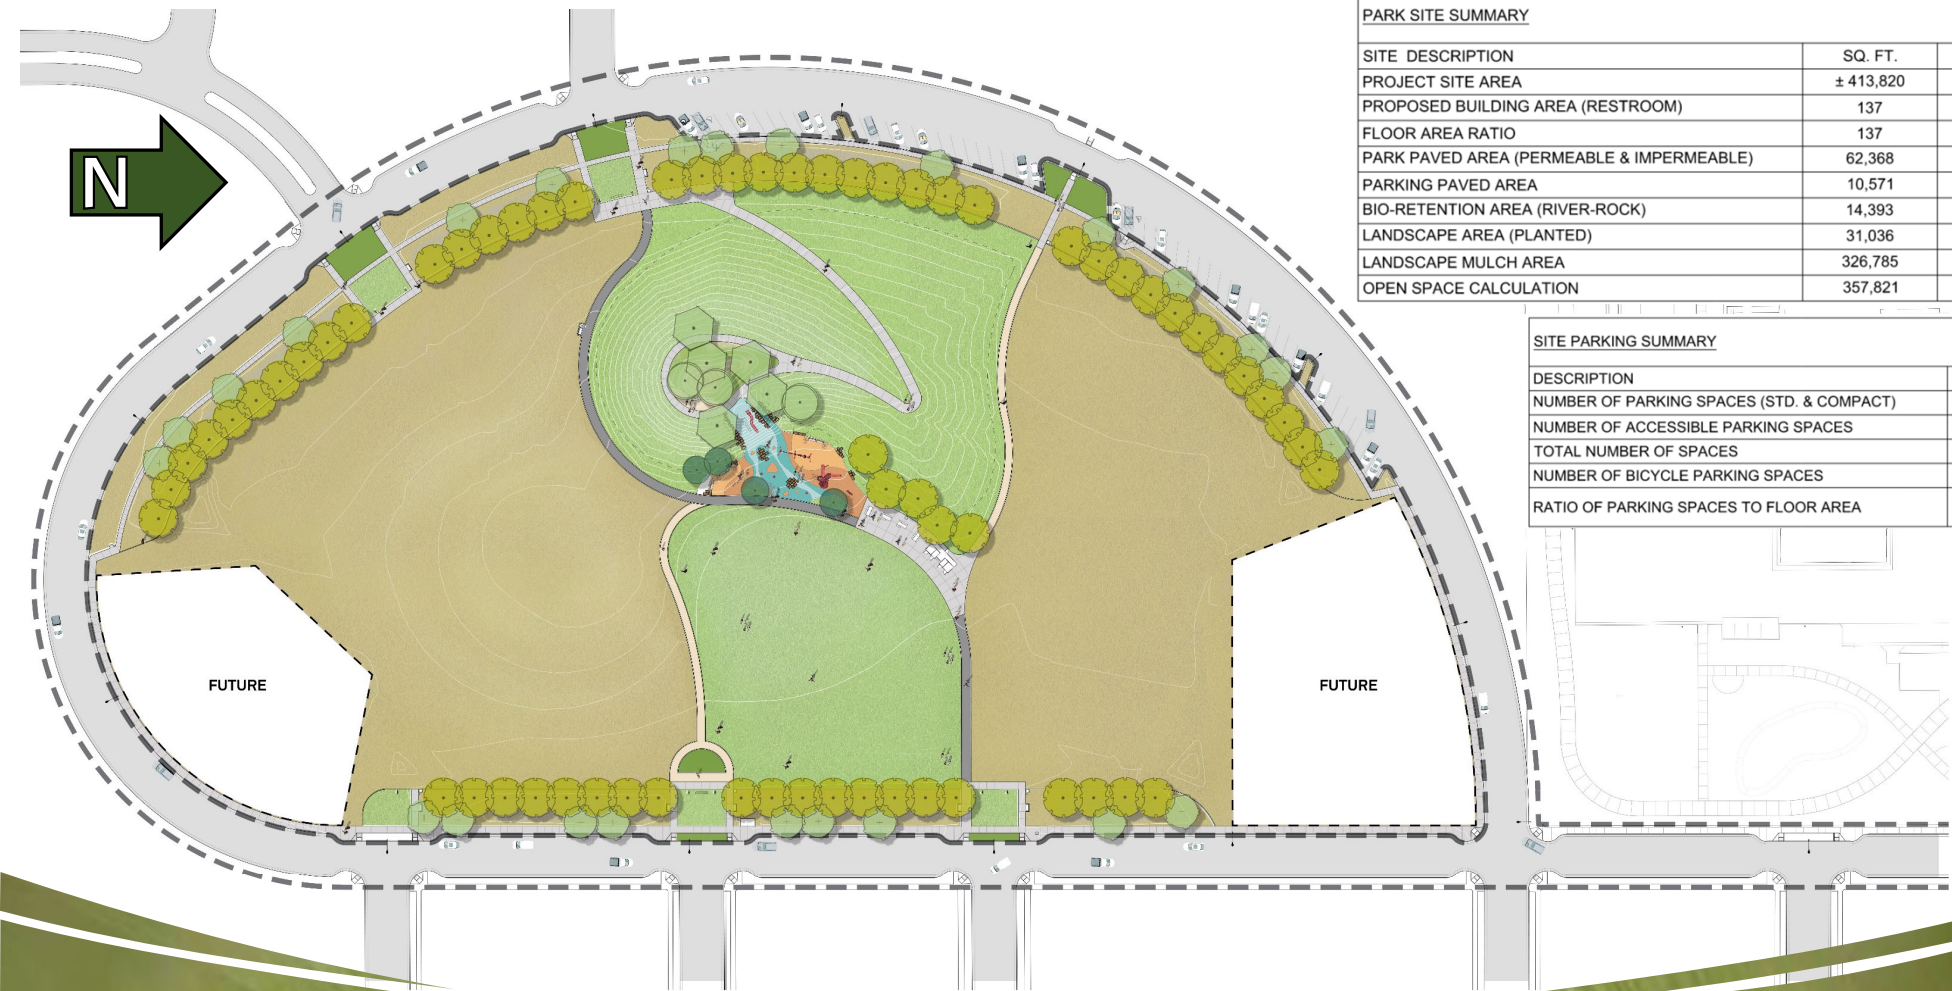 PARK SITE SUMMARY
SITE DESCRIPTION SQ. FT.
PROJECT SITE AREA ± 413,820
PROPOSED BUILDING AREA (RESTROOM) 137
FLOOR AREA RATIO 137
PARK PAVED AREA (PERMEABLE & IMPERMEABLE) 62,368
PARKING PAVED AREA 10,571
BIO-RETENTION AREA (RIVER-ROCK) 14,393
LANDSCAPE AREA (PLANTED) 31,036
LANDSCAPE MULCH AREA 326,785
OPEN SPACE CALCULATION 357,821
N
SITE PARKING SUMMARY
DESCRIPTION
NUMBER OF PARKING SPACES (STD. & COMPACT)
NUMBER OF ACCESSIBLE PARKING SPACES
TOTAL NUMBER OF SPACES
NUMBER OF BICYCLE PARKING SPACES
RATIO OF PARKING SPACES TO FLOOR AREA
FUTURE
FUTURE